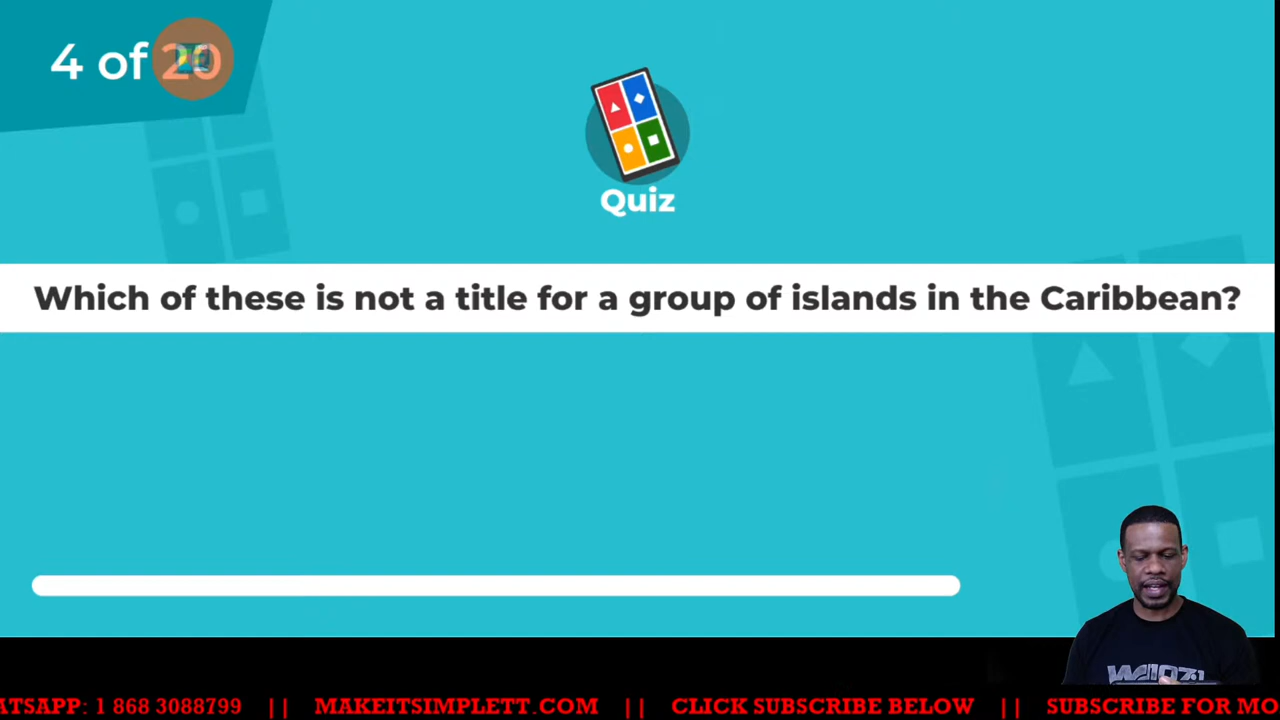 4 of 20
Quiz
Which of these is not a title for a group of islands in the Caribbean?
ATSAPP: 1 868 3088799 || MAKEITSIMPLETT.COM || CLICK SUBSCRIBE BELOW || SUBSCRIBE FOR MO